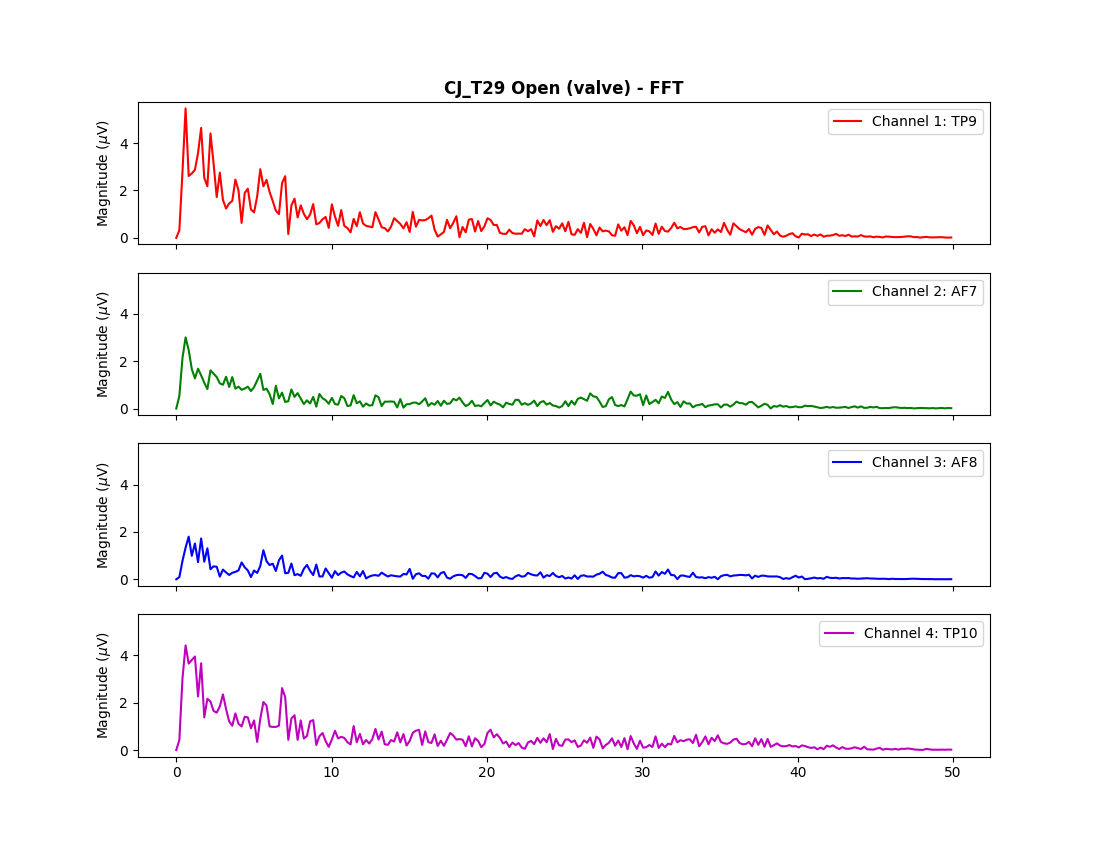 CJ_T29 Open (valve) - FFT
Magnitude (μV)
4
2
0
Channel 1: TP9
Magnitude (μV)
4
2
0
Channel 2: AF7
Magnitude (μV)
4
2
0
Channel 3: AF8
Magnitude (μV)
4
2
0
Channel 4: TP10
0 10 20 30 40 50